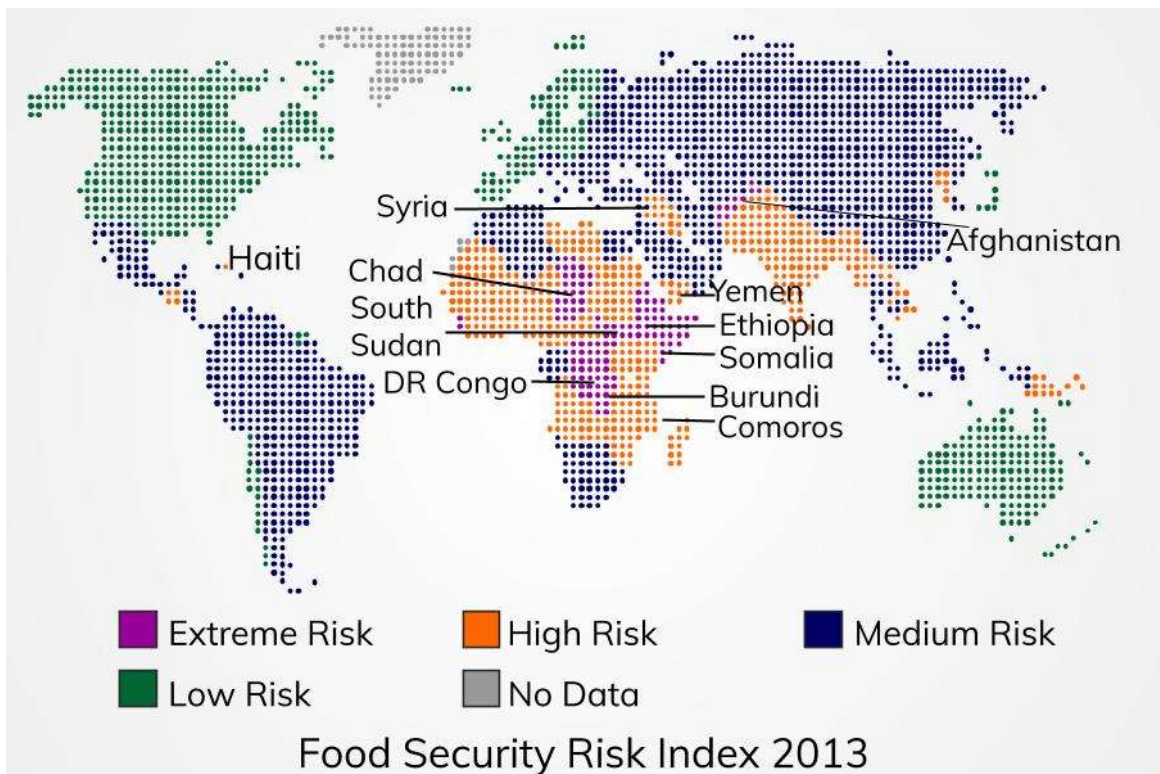 Syria
Afghanistan
Haiti
Chad
Yemen
South
Sudan
Ethiopia
Somalia
DR Congo
Burundi
Comoros
Extreme Risk
High Risk
Medium Risk
Low Risk
No Data
Food Security Risk Index 2013